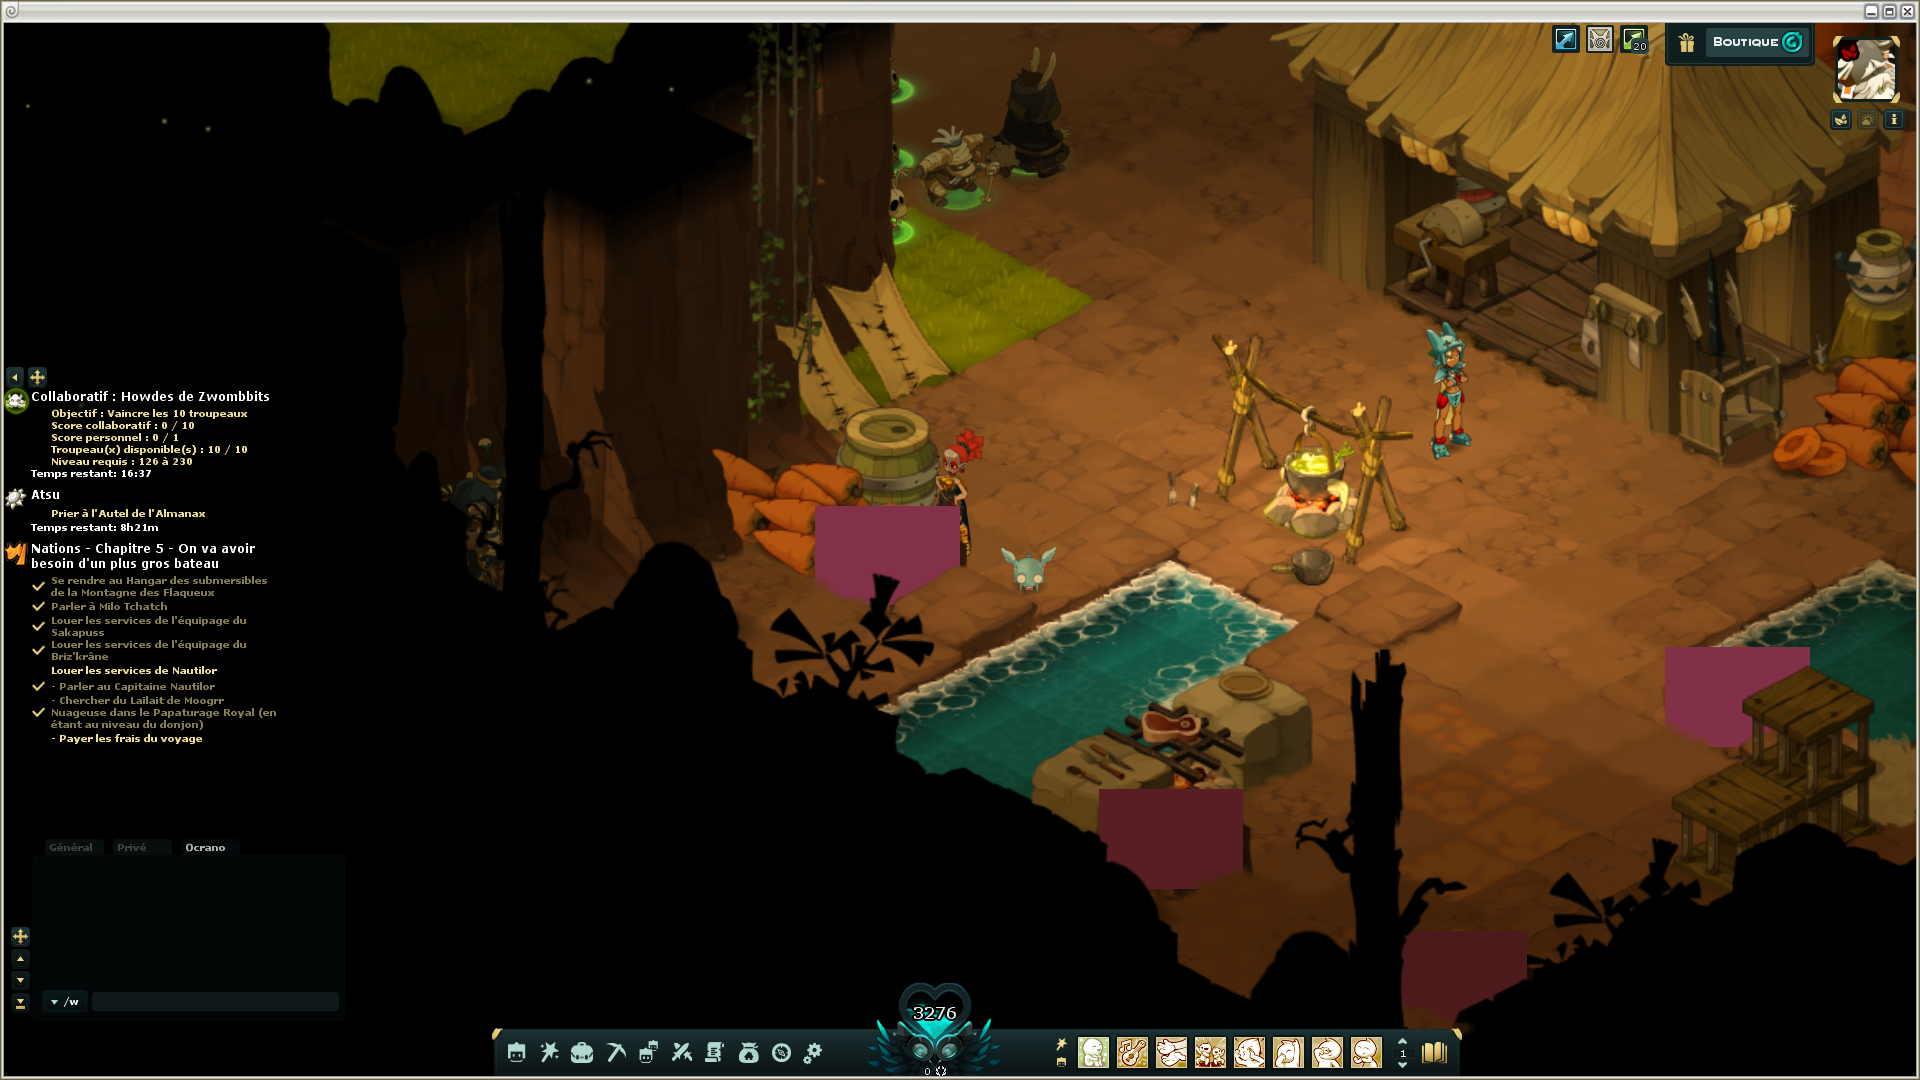 20
BOUTIQUE
Collaboratif : Howdes de Zwombbits
Objectif : Vaincre les 10 troupeaux
Score collaboratif : 0 / 10
Score personnel : 0 / 1
Troupeau(x) disponible(s) : 10 / 10
Niveau requis : 126 à 230
Temps restant: 16:37
Atsu
Prier à l'Autel de l'Almanax
Temps restant: 8h21m
Nations - Chapitre 5 - On va avoir
besoin d'un plus gros bateau
Se rendre au Hangar des submersibles
de la Montagne des Flaqueux
Parler à Milo Tchatch
Louer les services de l'équipage du
Sakapuss
Louer les services de l'équipage du
Briz'krâne
Louer les services de Nautilor
- Parler au Capitaine Nautilor
- Chercher du Lailait de Moogrr
Nuageuse dans le Papaturage Royal (en
étant au niveau du donjon)
- Payer les frais du voyage
Général Privé Ocrano
/w
3276
0
1